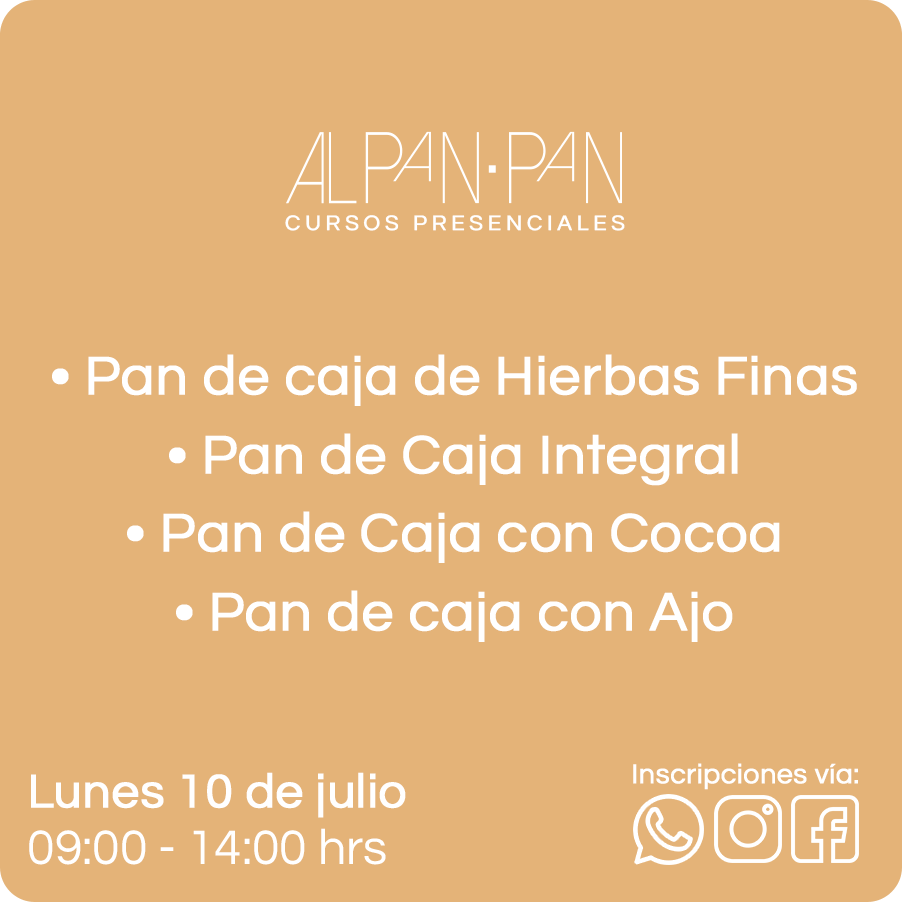 ALPAN·PAN
CURSOS PRESENCIALES
• Pan de caja de Hierbas Finas
• Pan de Caja Integral
• Pan de Caja con Cocoa
• Pan de caja con Ajo
Lunes 10 de julio
09:00 - 14:00 hrs
Inscripciones vía: